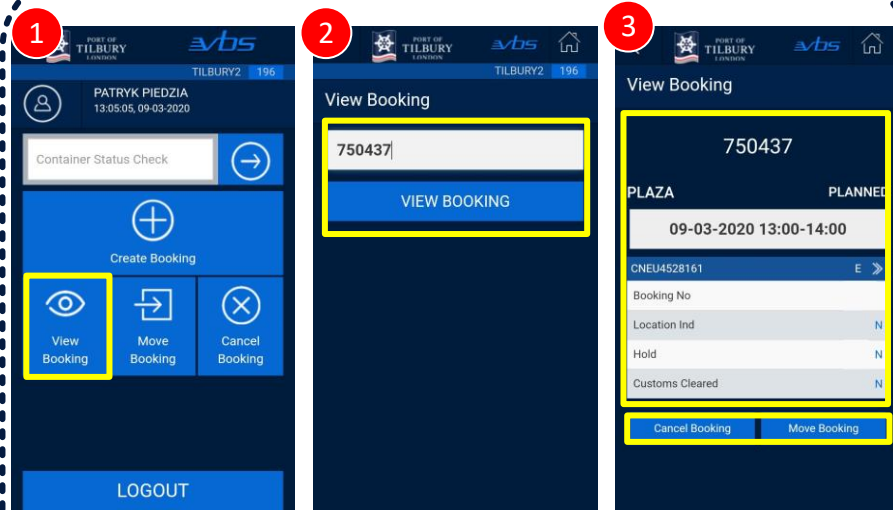 1
PORT OF
TILBURY
LONDON
vbs
TILBURY2 196
PATRYK PIEDZIA
13:05:05, 09-03-2020
Container Status Check
Create Booking
View
Booking
Move
Booking
Cancel
Booking
LOGOUT
2
PORT OF
TILBURY
LONDON
vbs
TILBURY2 196
View Booking
750437
VIEW BOOKING
3
PORT OF
TILBURY
LONDON
vbs
View Booking
750437
PLAZA PLANNED
09-03-2020 13:00-14:00
CNEU4528161 E
Booking No
Location Ind N
Hold N
Customs Cleared N
Cancel Booking Move Booking